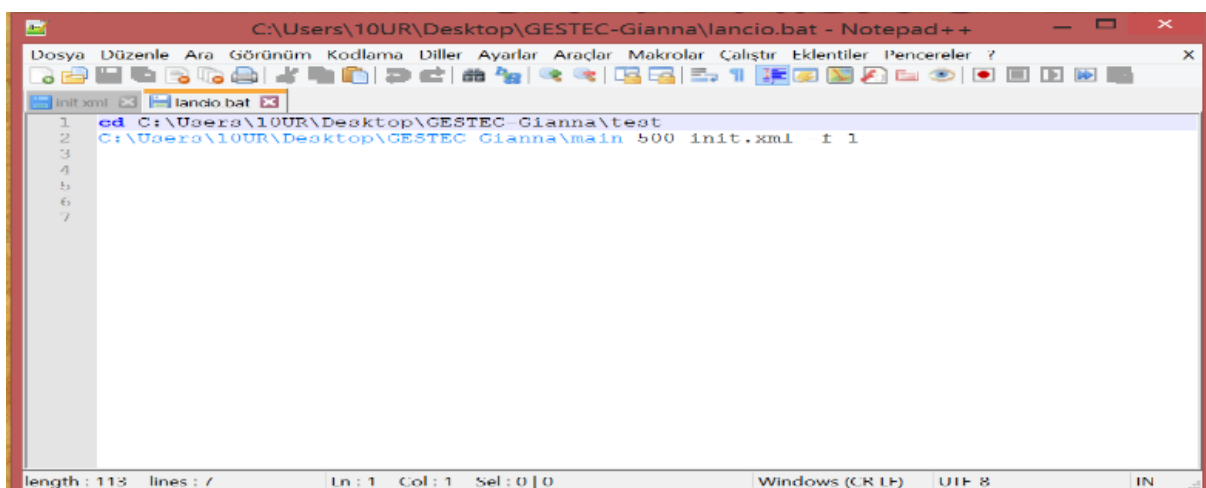 C:\Users\10UR\Desktop\GESTEC-Gianna\lancio.bat - Notepad++
Dosya Düzenle Ara Görünüm Kodlama Diller Ayarlar Araçlar Makrolar Çalıştır Eklentiler Pencereler ? X
init xml lancio bat
1 cd C:\Users\10UR\Desktop\GESTEC-Gianna\test
2 C:\Users\10UR\Desktop\GESTEC Gianna\main 500 init.xml f 1
3
4
5
6
7
length : 113 lines : 7 Ln : 1 Col : 1 Sel : 0 | 0 Windows (CR LF) UTF 8 IN